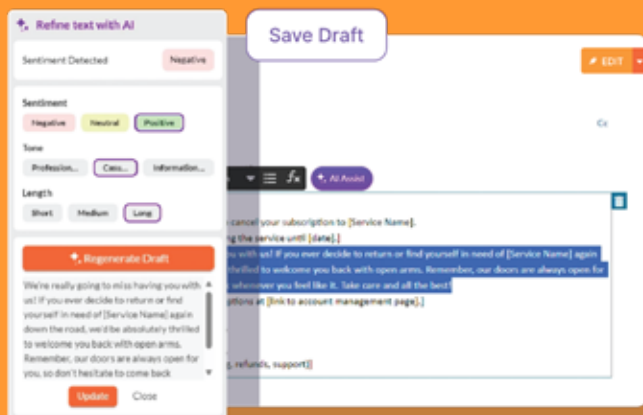 Refine text with AI
Save Draft
Sentiment Detected
Negative
EDIT
Sentiment
Negative
Neutral
Positive
Tone
Profession...
Casu...
Information...
Length
Short
Medium
Long
AI Assist
Regenerate Draft
We're really going to miss having you with
us! If you ever decide to return or find
yourself in need of [Service Name] again
down the road, we'd be absolutely thrilled
to welcome you back with open arms.
Remember, our doors are always open for
you, so don't hesitate to come back
Update
Close
cancel your subscription to [Service Name].
ng the service until [date].]
ou with us! If you ever decide to return or find yourself in need of [Service Name] again
thrilled to welcome you back with open arms. Remember, our doors are always open for
whenever you feel like it. Take care and all the best!
ptions at [link to account management page].]
g, refunds, support)]